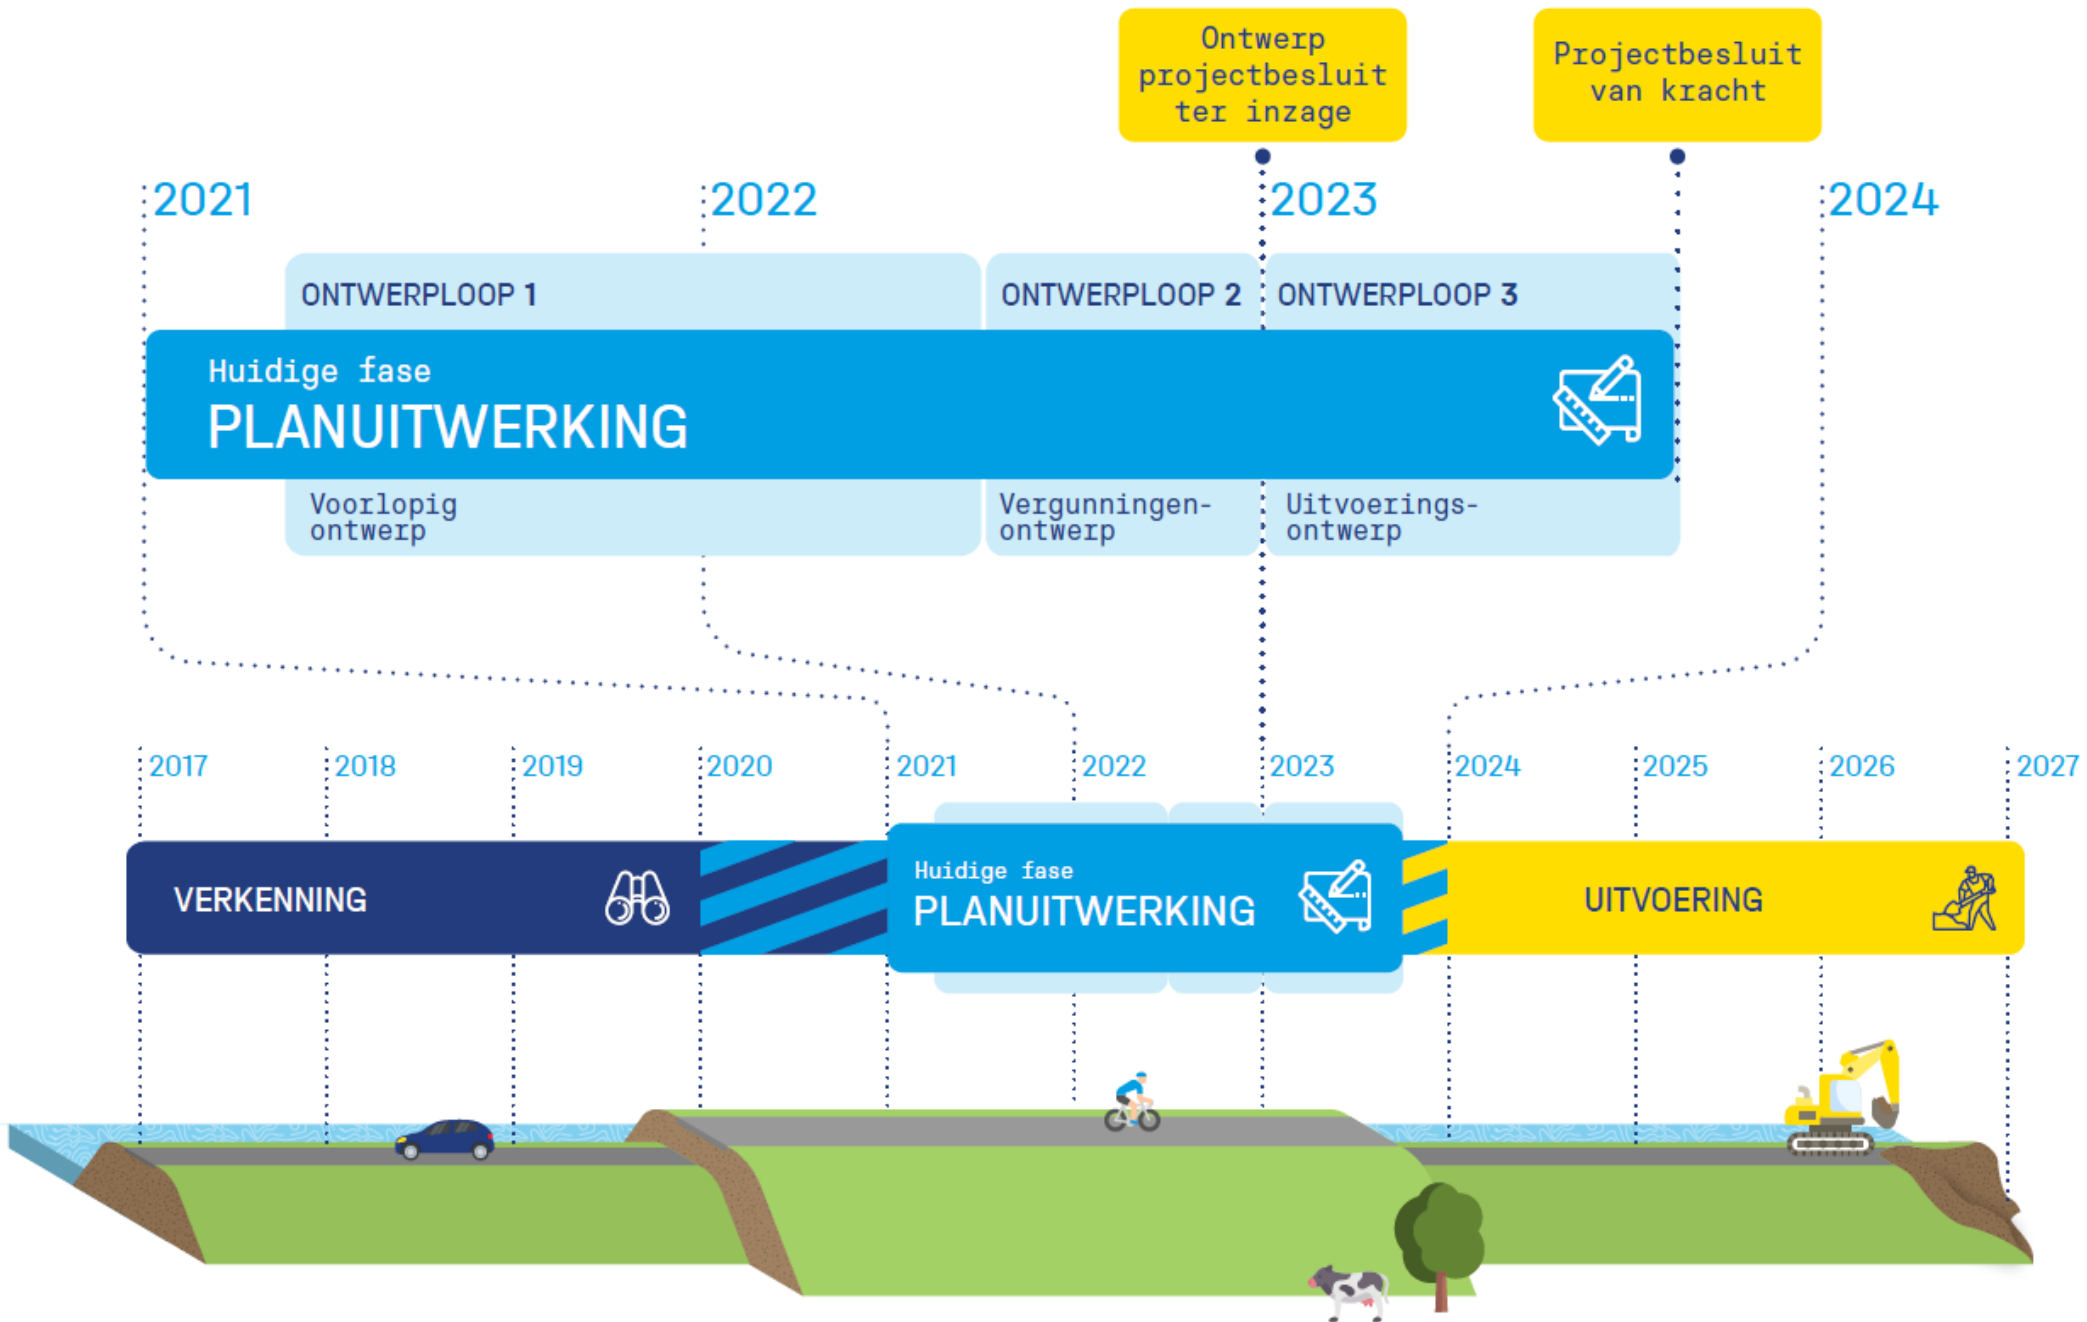 Ontwerp
projectbesluit
ter inzage
Projectbesluit
van kracht
2021
2022
2023
2024
ONTWERPLOOP 1
ONTWERPLOOP 2
ONTWERPLOOP 3
Huidige fase
PLANUITWERKING
Voorlopig
ontwerp
Vergunningen-
ontwerp
Uitvoerings-
ontwerp
2017
2018
2019
2020
2021
2022
2023
2024
2025
2026
2027
VERKENNING
Huidige fase
PLANUITWERKING
UITVOERING